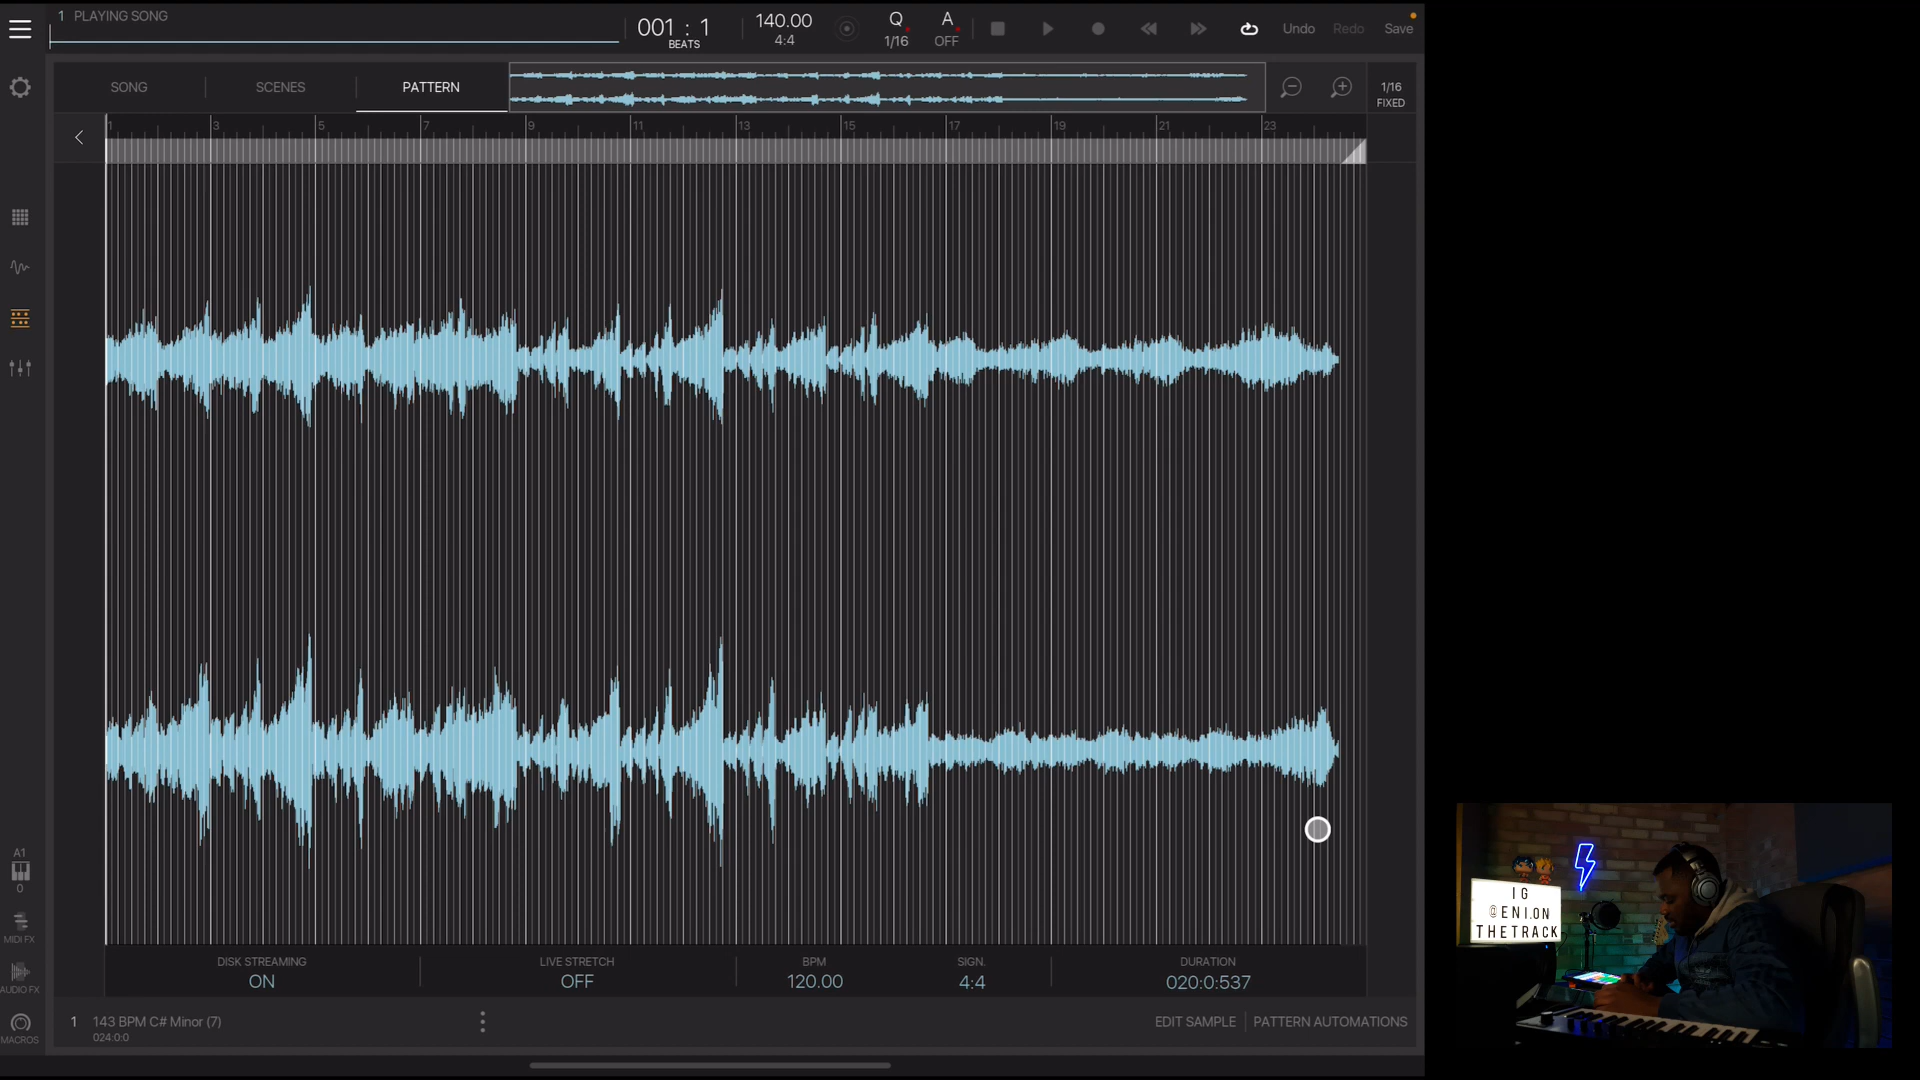 1 PLAYING SONG
001 : 1
BEATS
140.00
4:4
Q
1/16
A
OFF
Undo
Redo
Save
SONG
SCENES
PATTERN
1/16
FIXED
1
3
5
7
9
11
13
15
17
19
21
23
A1
0
MIDI FX
AUDIO FX
MACROS
DISK STREAMING
ON
LIVE STRETCH
OFF
BPM
120.00
SIGN.
4:4
DURATION
020:0:537
1 143 BPM C# Minor (7)
024:0:0
EDIT SAMPLE
PATTERN AUTOMATIONS
IG
@ENI.ON
THETRACK